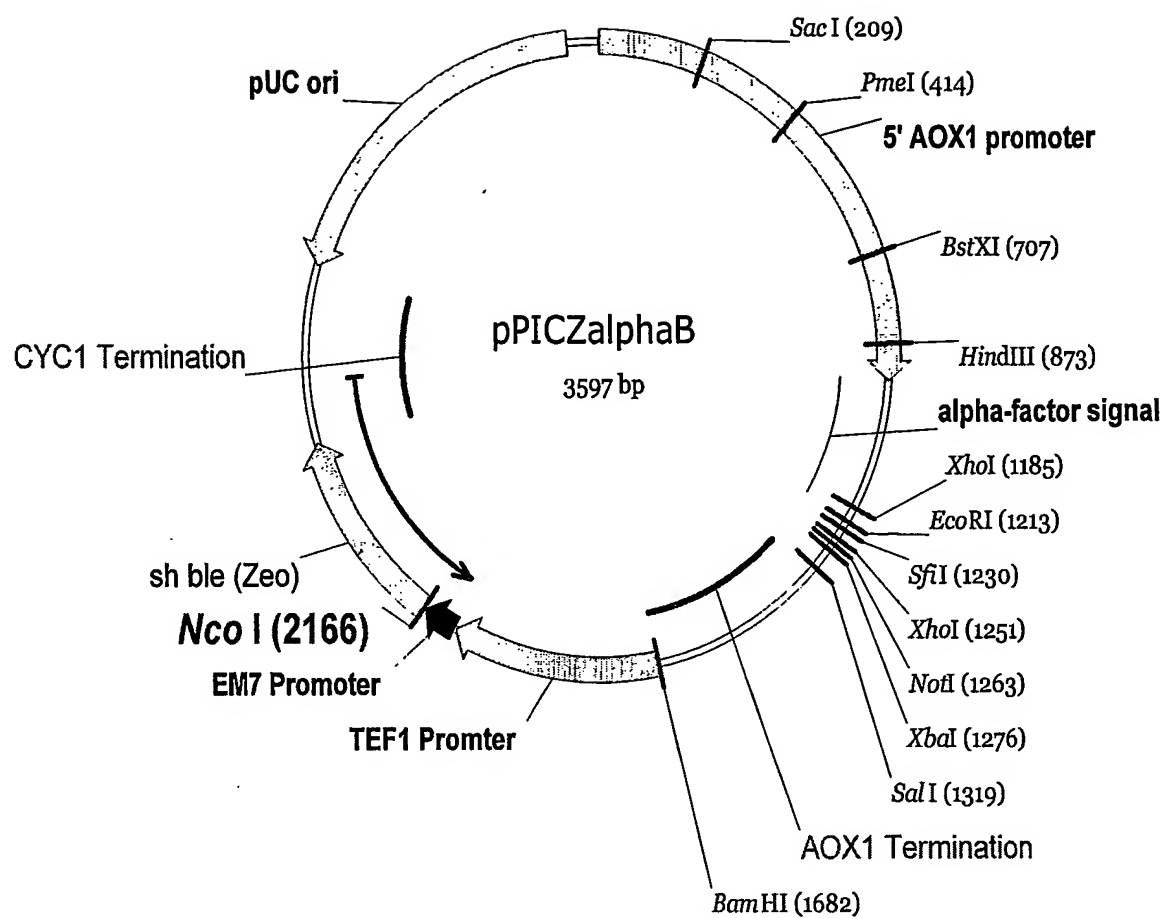 Sac I (209)
PmeI (414)
5' AOX1 promoter
BstXI (707)
HindIII (873)
alpha-factor signal
XhoI (1185)
EcoRI (1213)
SfiI (1230)
XhoI (1251)
NotI (1263)
XbaI (1276)
Sal I (1319)
AOX1 Termination
BamHI (1682)
TEF1 Promter
EM7 Promoter
Nco I (2166)
sh ble (Zeo)
CYC1 Termination
pUC ori
pPICZalphaB
3597 bp